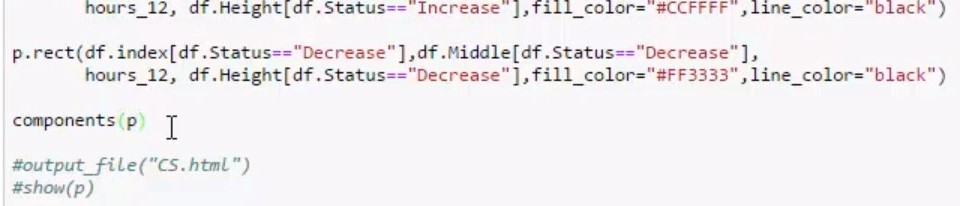 hours_12, df.Height[df.Status=="Increase"],fill_color="#CCFFFF",line_color="black")
p.rect(df.index[df.Status=="Decrease"],df.Middle[df.Status=="Decrease"],
hours_12, df.Height[df.Status=="Decrease"],fill_color="#FF3333",line_color="black")
components(p)
#output_file("CS.html")
#show(p)